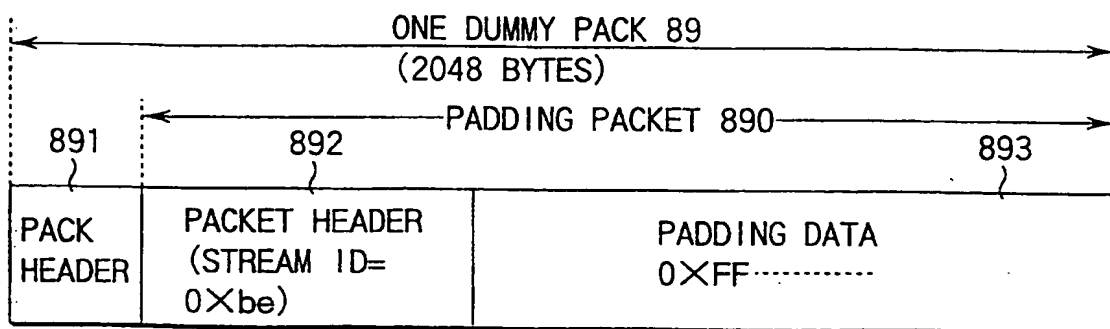 ONE DUMMY PACK 89
(2048 BYTES)
PADDING PACKET 890
891
892
893
PACK
HEADER
PACKET HEADER
(STREAM ID=
0×be)
PADDING DATA
0×FF············